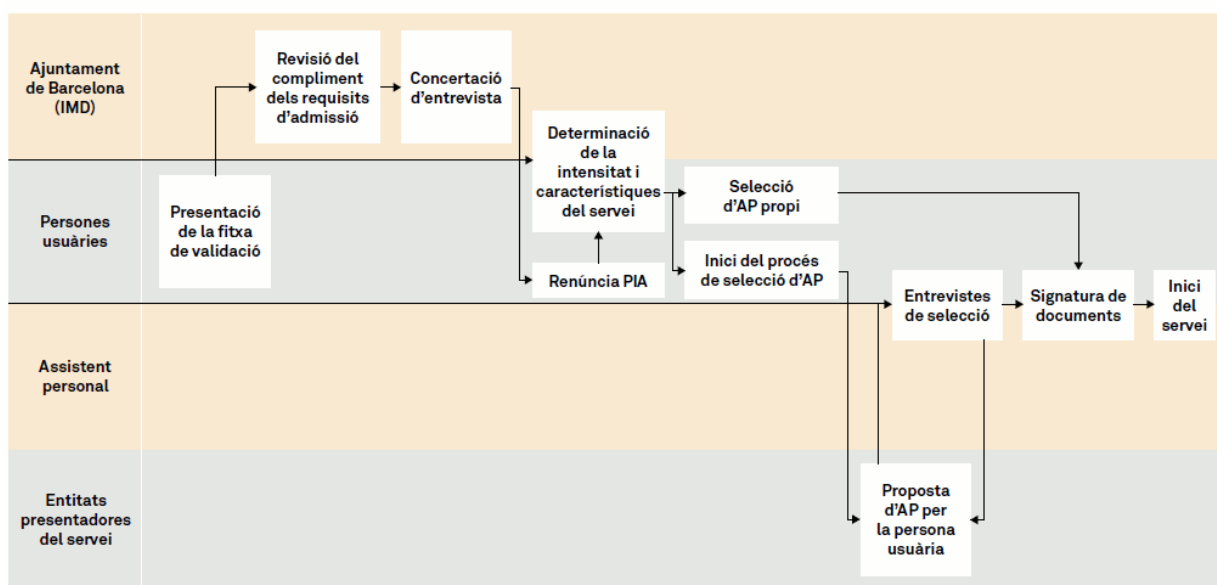 Ajuntament
de Barcelona
(IMD)
Revisió del
compliment
dels requisits
d'admissió
Concertació
d'entrevista
Determinació
de la
intensitat i
característiques
del servei
Persones
usuàries
Presentació
de la fitxa
de validació
Selecció
d'AP propi
Renúncia PIA
Inici del procés
de selecció d'AP
Entrevistes
de selecció
Signatura de
documents
Inici
del
servei
Assistent
personal
Entitats
presentadores
del servei
Proposta
d'AP per
la persona
usuària